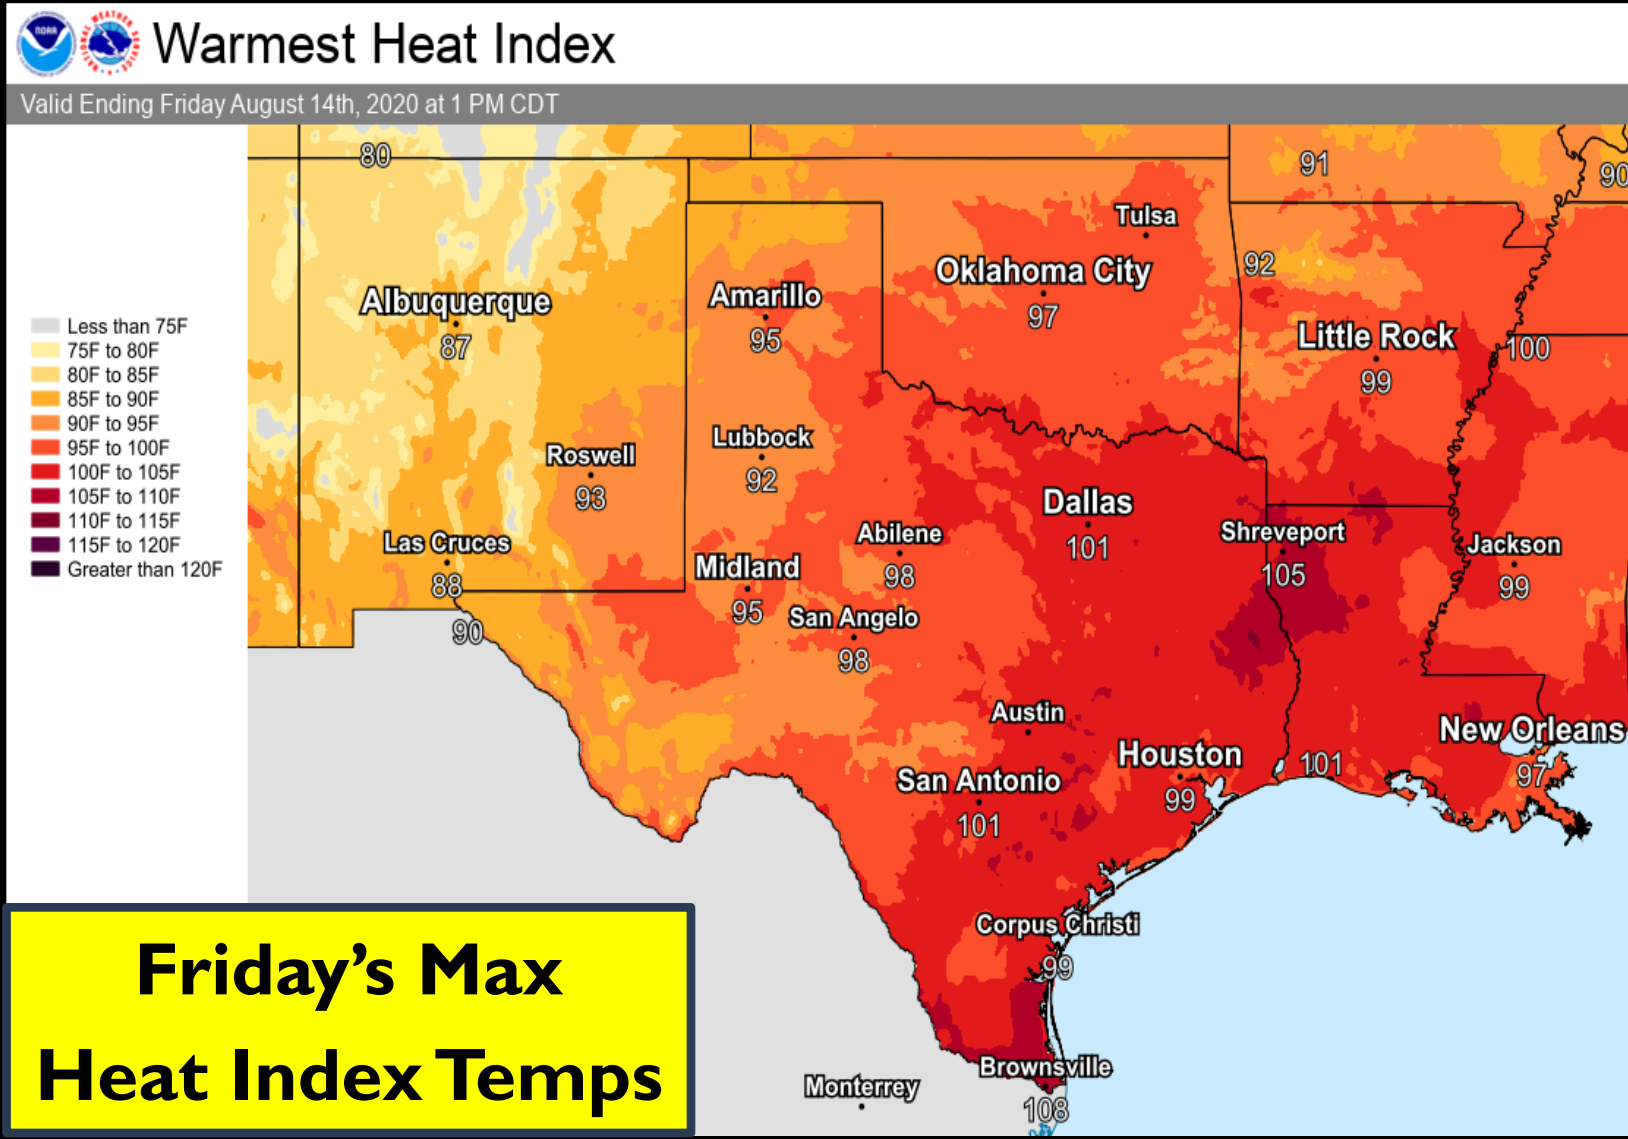 NOAA
NATIONAL WEATHER SERVICE
Warmest Heat Index
Valid Ending Friday August 14th, 2020 at 1 PM CDT
Less than 75F
75F to 80F
80F to 85F
85F to 90F
90F to 95F
95F to 100F
100F to 105F
105F to 110F
110F to 115F
115F to 120F
Greater than 120F
80
91
90
Tulsa
92
Oklahoma City
97
Albuquerque
87
Amarillo
95
Little Rock
99
100
Lubbock
92
Roswell
93
Dallas
101
Abilene
98
Shreveport
105
Jackson
99
Las Cruces
88
90
Midland
95
San Angelo
98
Austin
New Orleans
97
Houston
99
101
San Antonio
101
Corpus Christi
99
Brownsville
108
Monterrey
Friday's Max
Heat Index Temps